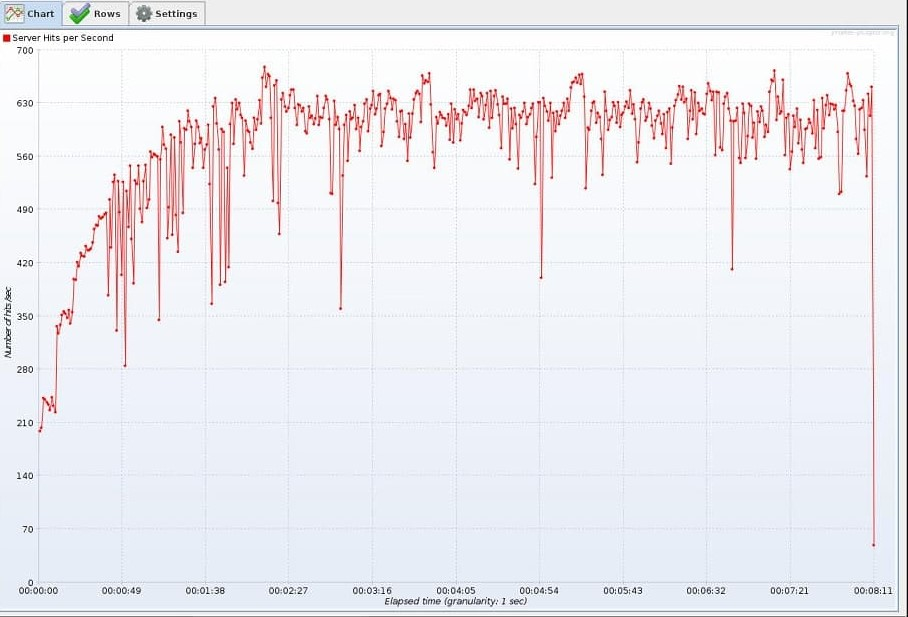 Chart Rows Settings
Server Hits per Second
700
630
560
490
420
350
280
210
140
70
0
Number of hits /sec
00:00:00 00:00:49 00:01:38 00:02:27 00:03:16 00:04:05 00:04:54 00:05:43 00:06:32 00:07:21 00:08:11
Elapsed time (granularity: 1 sec)